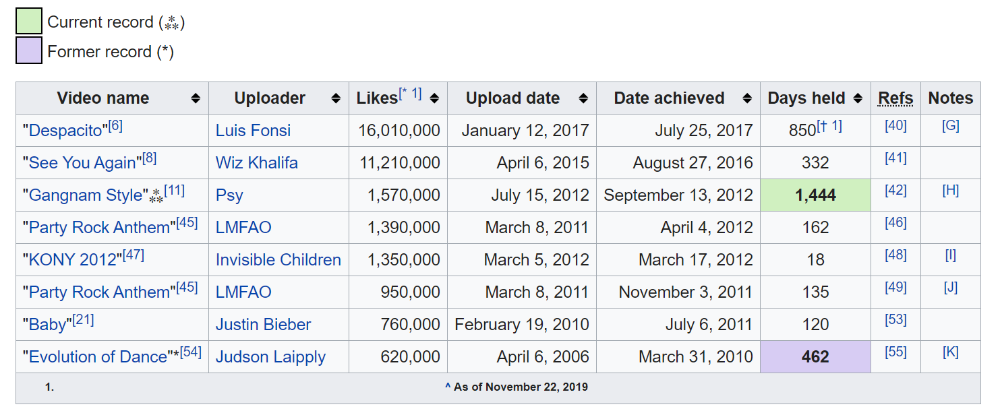 Current record (⁂)
Former record (*)
Video name Uploader Likes[* 1] Upload date Date achieved Days held Refs Notes
"Despacito"[6] Luis Fonsi 16,010,000 January 12, 2017 July 25, 2017 850[† 1] [40] [G]
"See You Again"[8] Wiz Khalifa 11,210,000 April 6, 2015 August 27, 2016 332 [41]
"Gangnam Style"⁂[11] Psy 1,570,000 July 15, 2012 September 13, 2012 1,444 [42] [H]
"Party Rock Anthem"[45] LMFAO 1,390,000 March 8, 2011 April 4, 2012 162 [46]
"KONY 2012"[47] Invisible Children 1,350,000 March 5, 2012 March 17, 2012 18 [48] [I]
"Party Rock Anthem"[45] LMFAO 950,000 March 8, 2011 November 3, 2011 135 [49] [J]
"Baby"[21] Justin Bieber 760,000 February 19, 2010 July 6, 2011 120 [53]
"Evolution of Dance"*[54] Judson Laipply 620,000 April 6, 2006 March 31, 2010 462 [55] [K]
1. ^ As of November 22, 2019